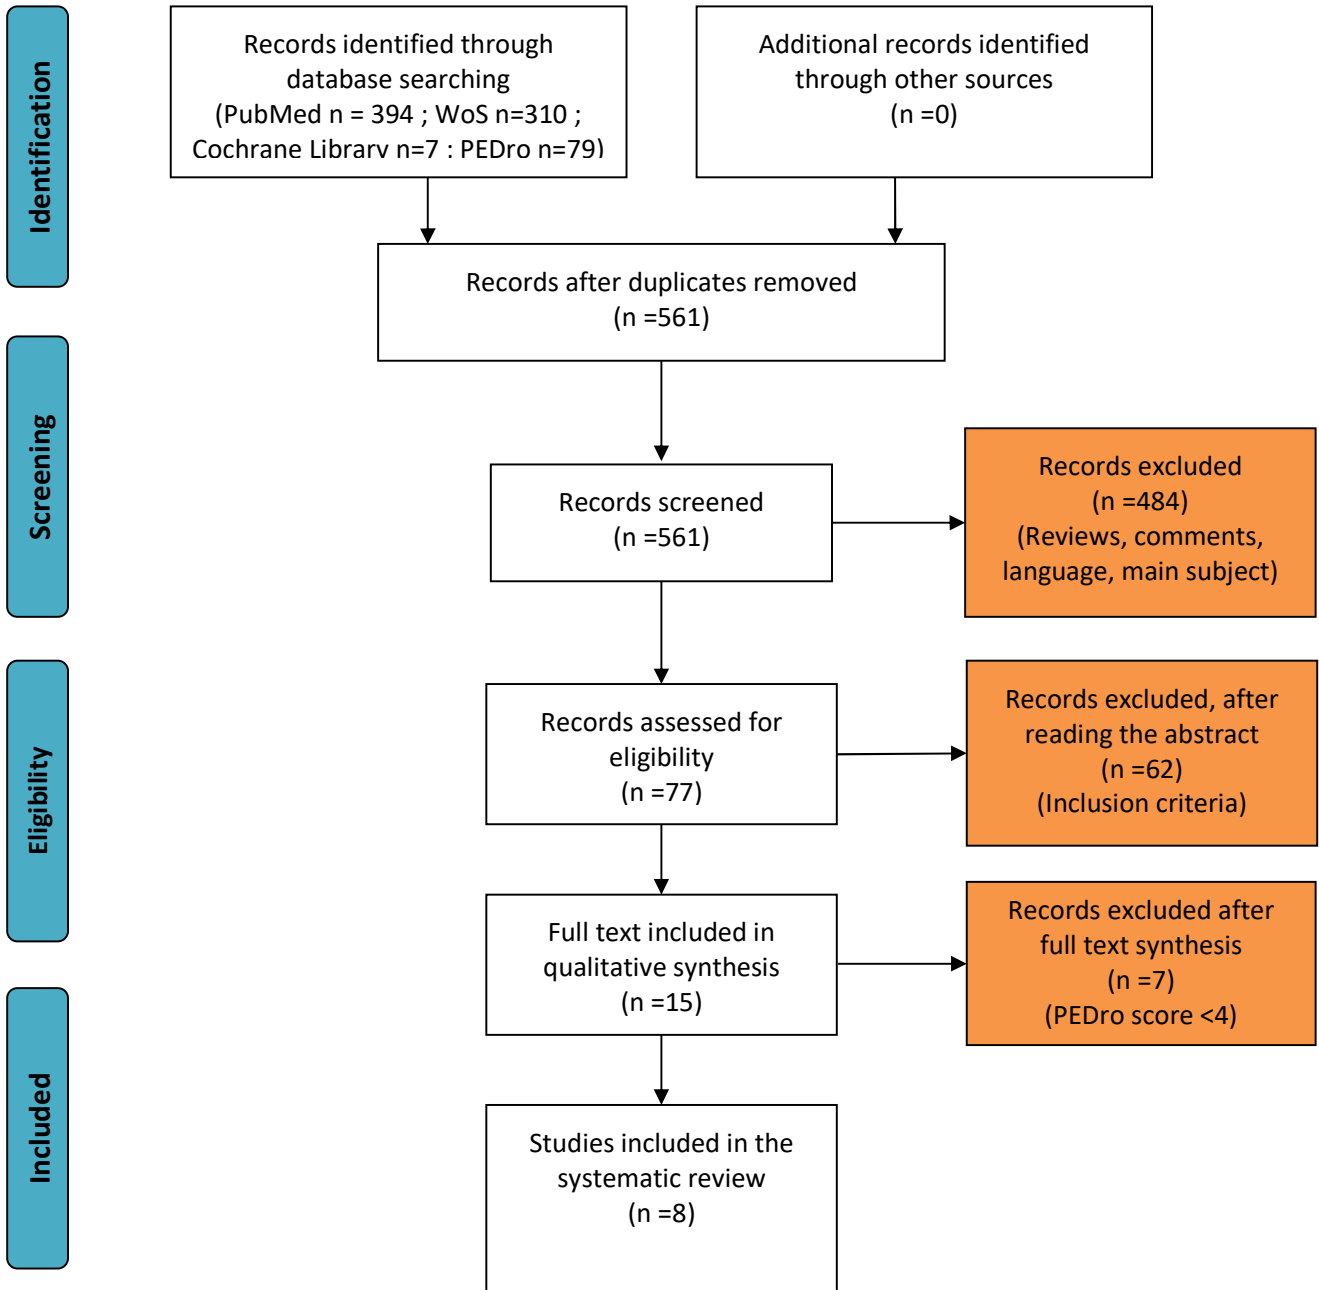 Identification
Records identified through
database searching
(PubMed n = 394 ; WoS n=310 ;
Cochrane Library n=7 ; PEDro n=79)
Additional records identified
through other sources
(n =0)
Records after duplicates removed
(n =561)
Screening
Records screened
(n =561)
Records excluded
(n =484)
(Reviews, comments,
language, main subject)
Eligibility
Records assessed for
eligibility
(n =77)
Records excluded, after
reading the abstract
(n =62)
(Inclusion criteria)
Full text included in
qualitative synthesis
(n =15)
Records excluded after
full text synthesis
(n =7)
(PEDro score <4)
Included
Studies included in the
systematic review
(n =8)